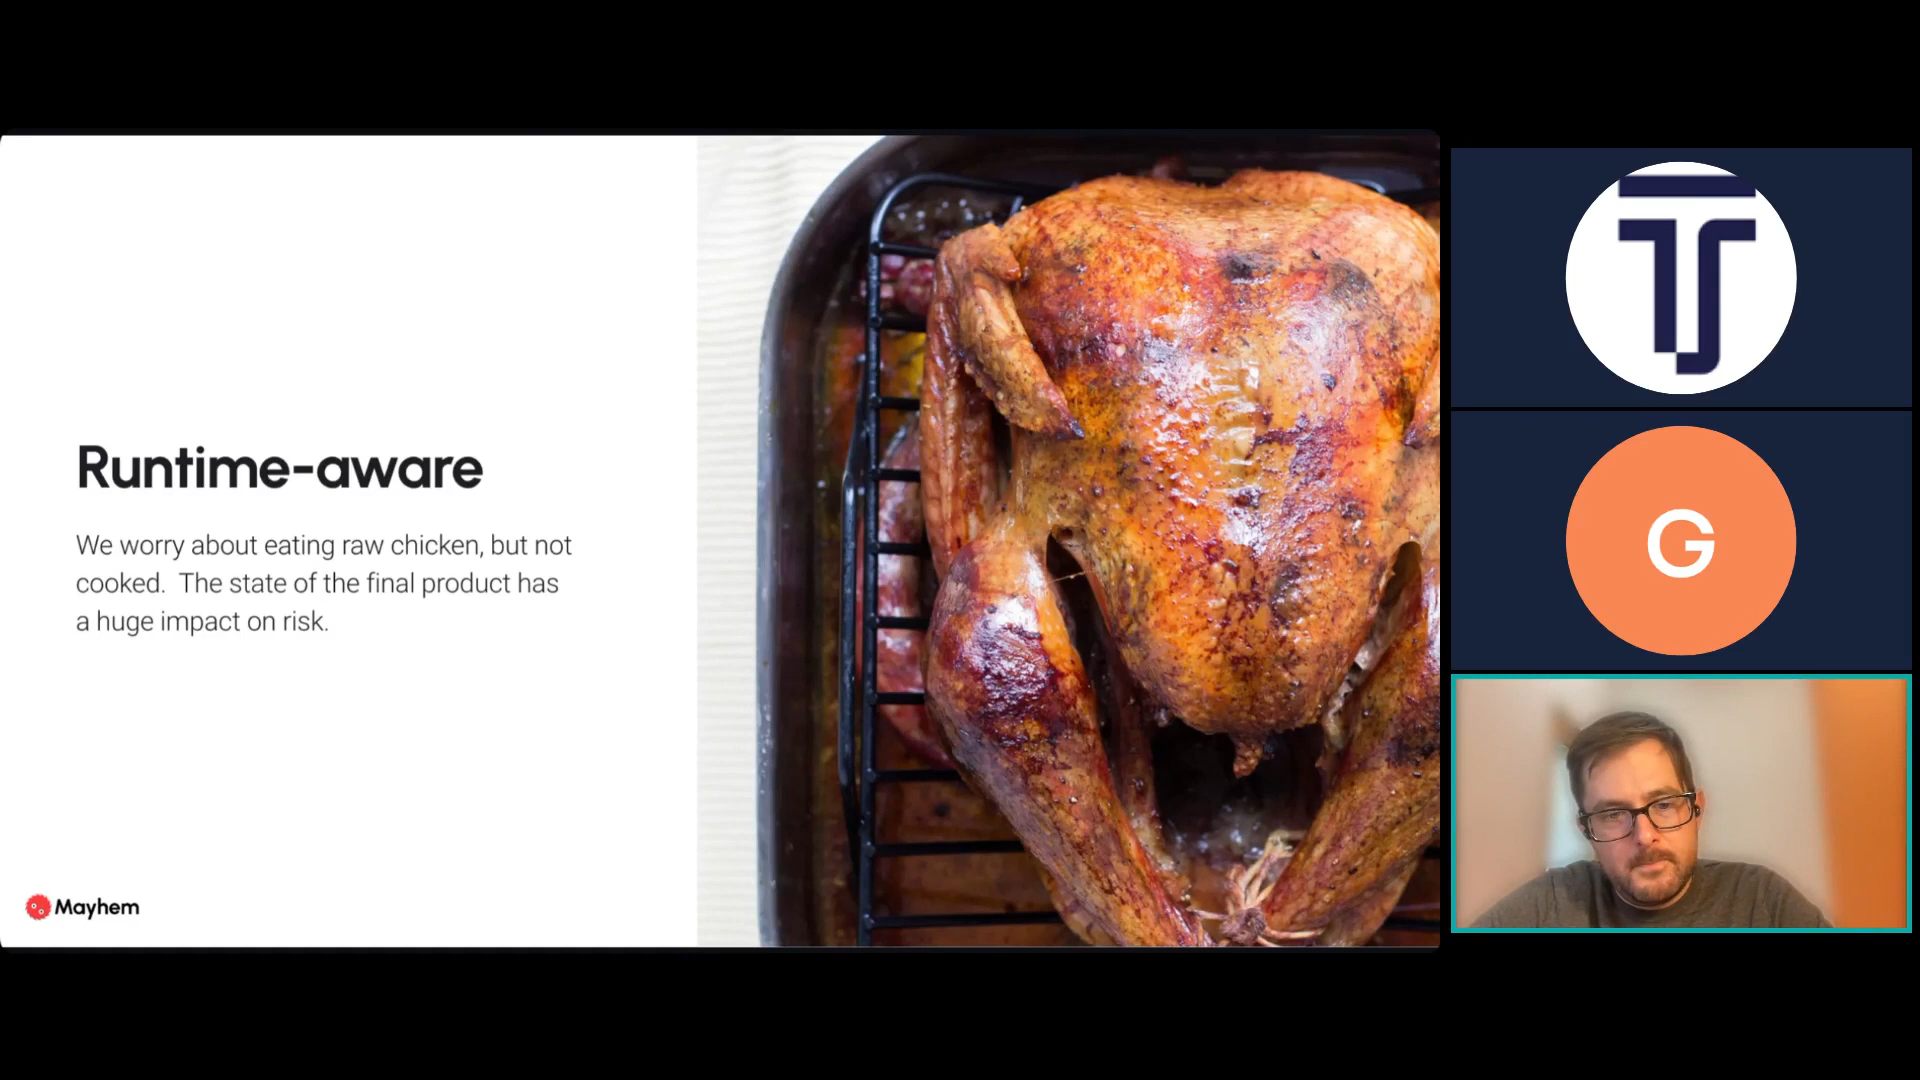 Runtime-aware
We worry about eating raw chicken, but not
cooked.  The state of the final product has
a huge impact on risk.
Mayhem
TS
G